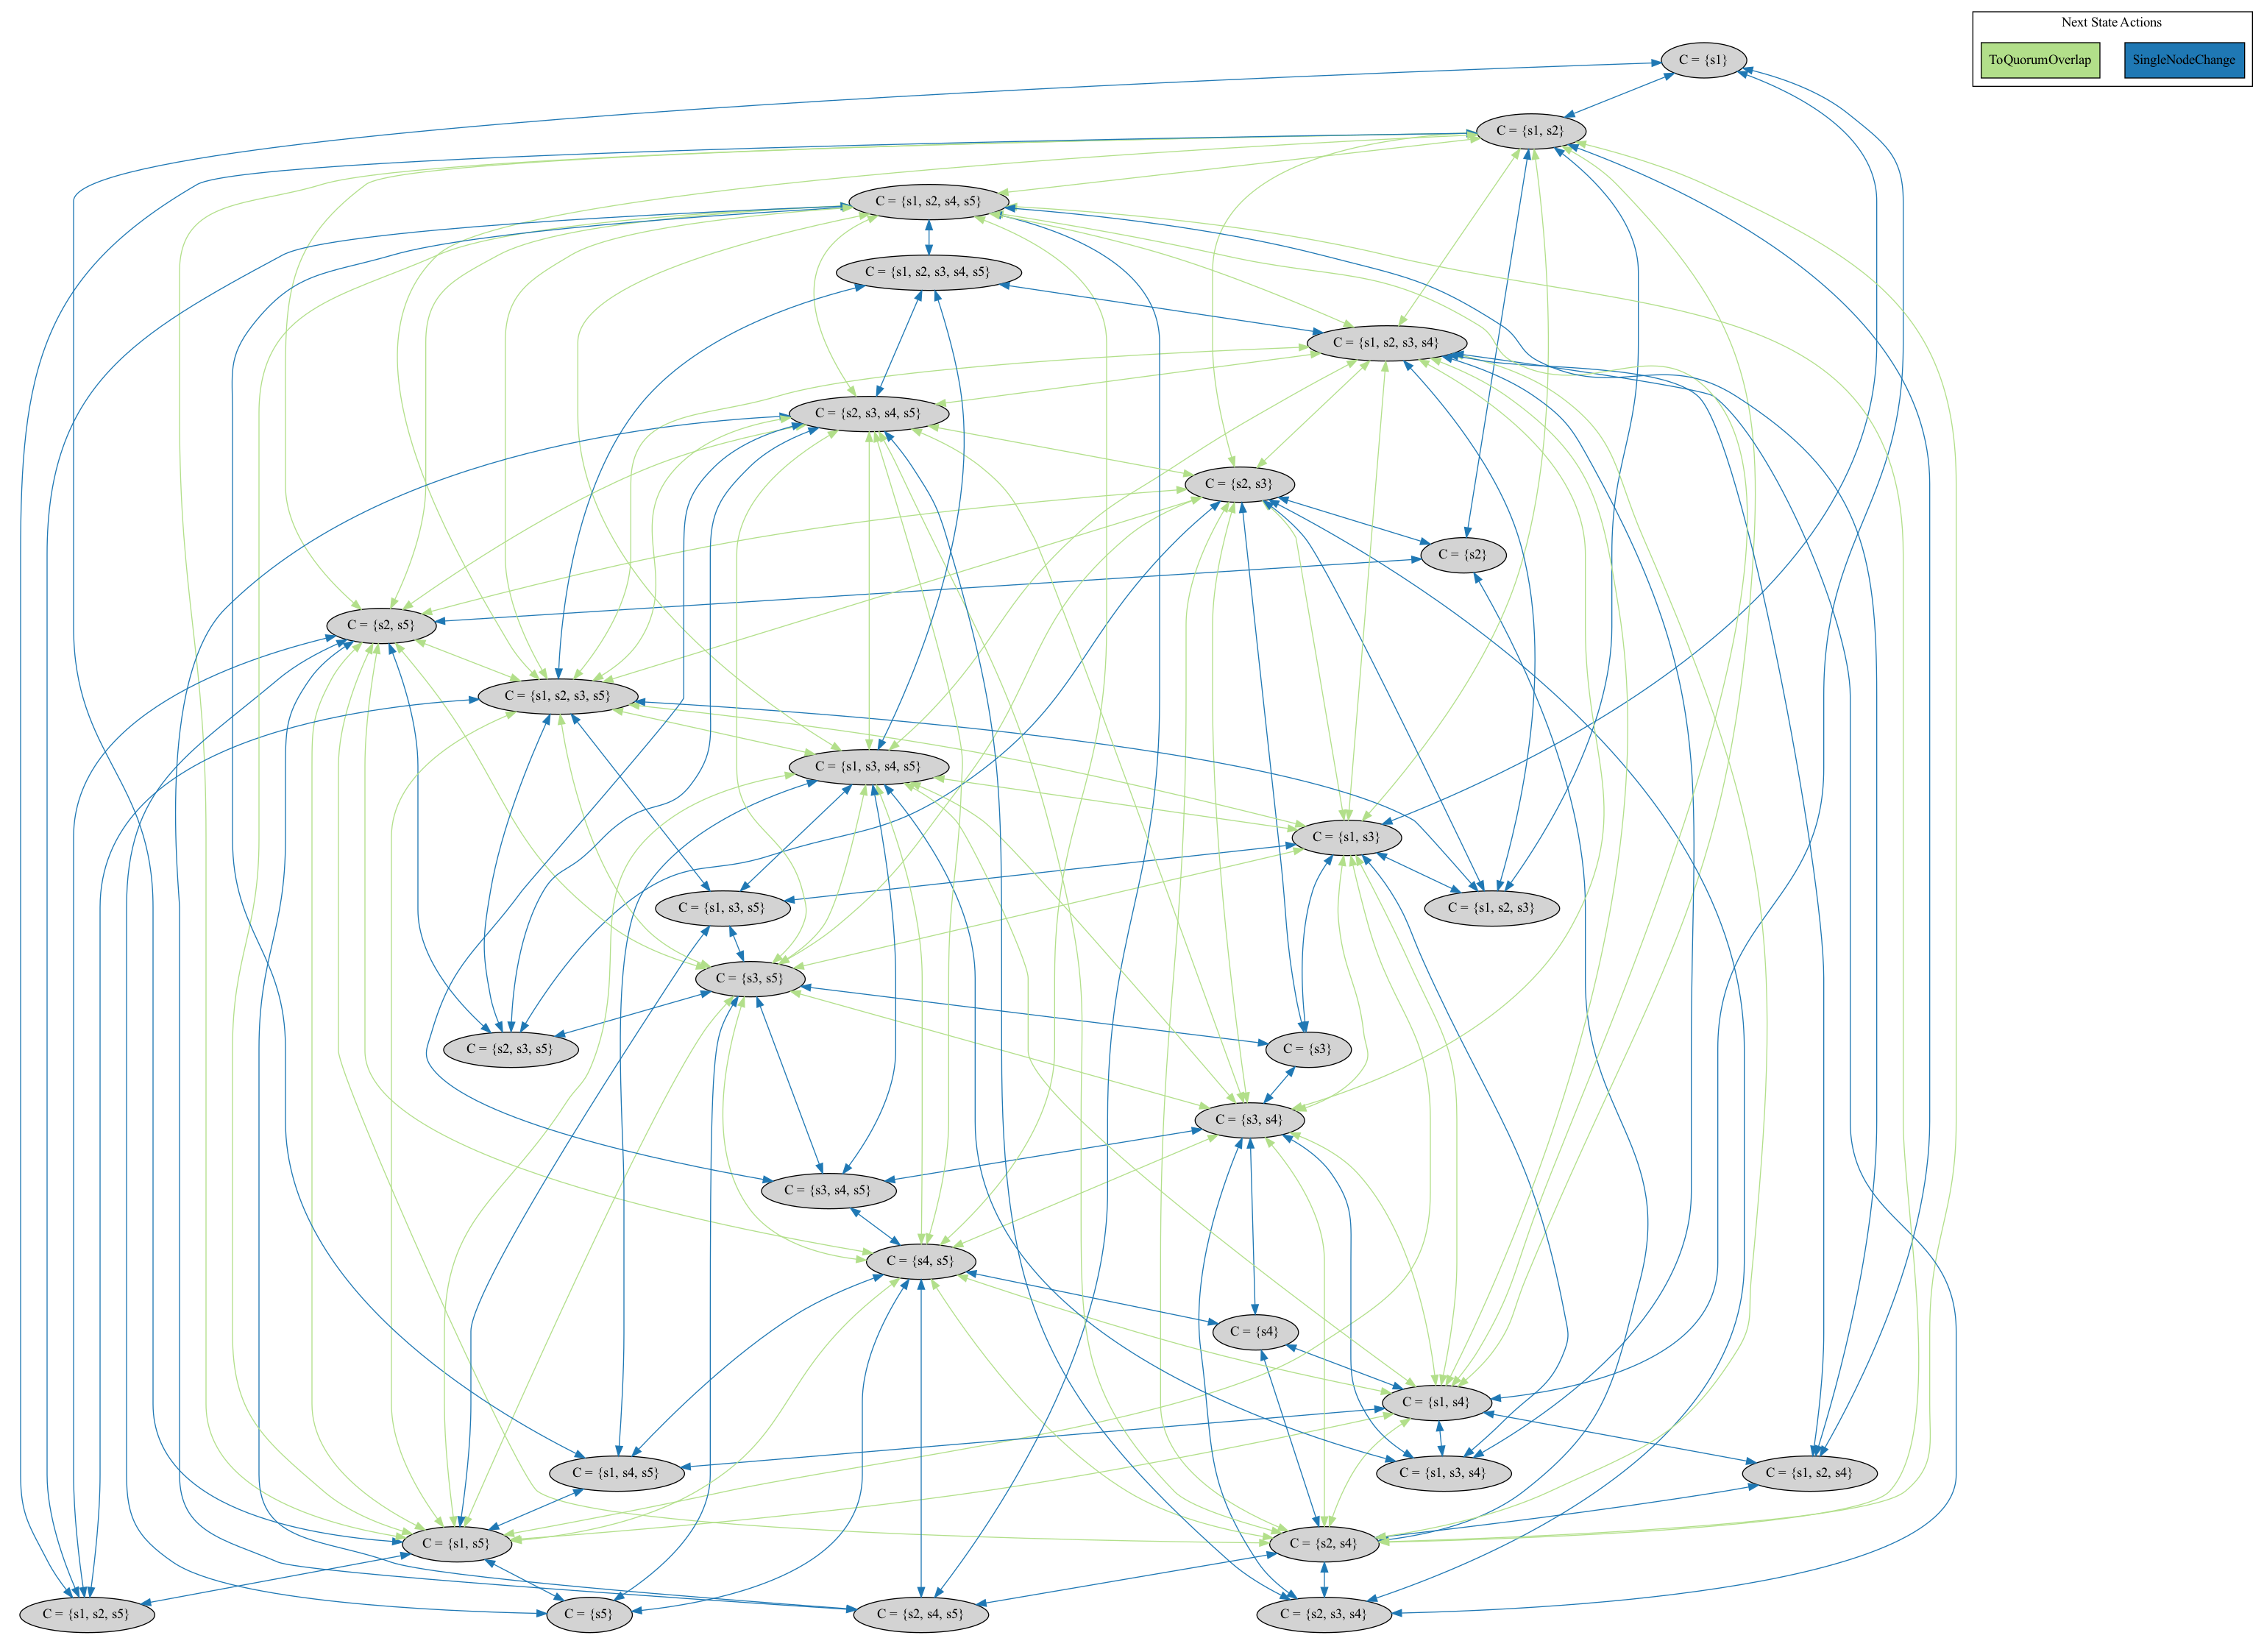 Next State Actions
ToQuorumOverlap
SingleNodeChange
C = {s1}
C = {s1, s2}
C = {s1, s2, s4, s5}
C = {s1, s2, s3, s4, s5}
C = {s1, s2, s3, s4}
C = {s2, s3, s4, s5}
C = {s2, s3}
C = {s2}
C = {s2, s5}
C = {s1, s2, s3, s5}
C = {s1, s3, s4, s5}
C = {s1, s3}
C = {s1, s3, s5}
C = {s1, s2, s3}
C = {s3, s5}
C = {s2, s3, s5}
C = {s3}
C = {s3, s4}
C = {s3, s4, s5}
C = {s4, s5}
C = {s4}
C = {s1, s4}
C = {s1, s4, s5}
C = {s1, s3, s4}
C = {s1, s2, s4}
C = {s1, s5}
C = {s2, s4}
C = {s1, s2, s5}
C = {s5}
C = {s2, s4, s5}
C = {s2, s3, s4}